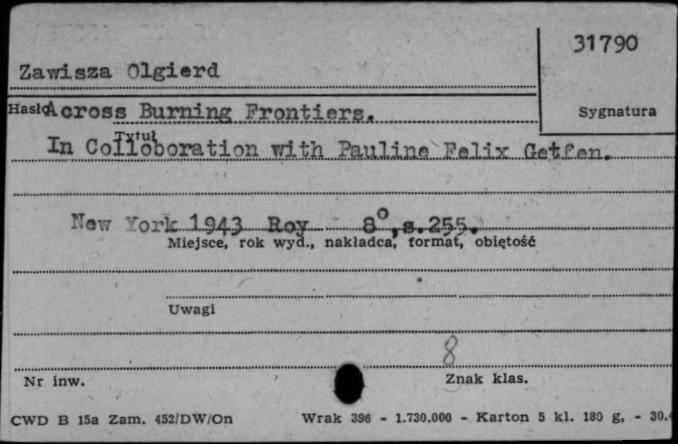 31790
Zawisza Olgierd
Hasło Across Burning Frontiers.
Sygnatura
Tytuł
In Colloboration with Pauline Felix Getfen.
New York 1943 Roy 8°, s.255.
Miejsce, rok wyd., nakładca, format, objętość
Uwagi
8
Nr inw.
Znak klas.
CWD B 15a Zam. 452/DW/On Wrak 396 - 1.730.000 - Karton 5 kl. 180 g. - 30.4